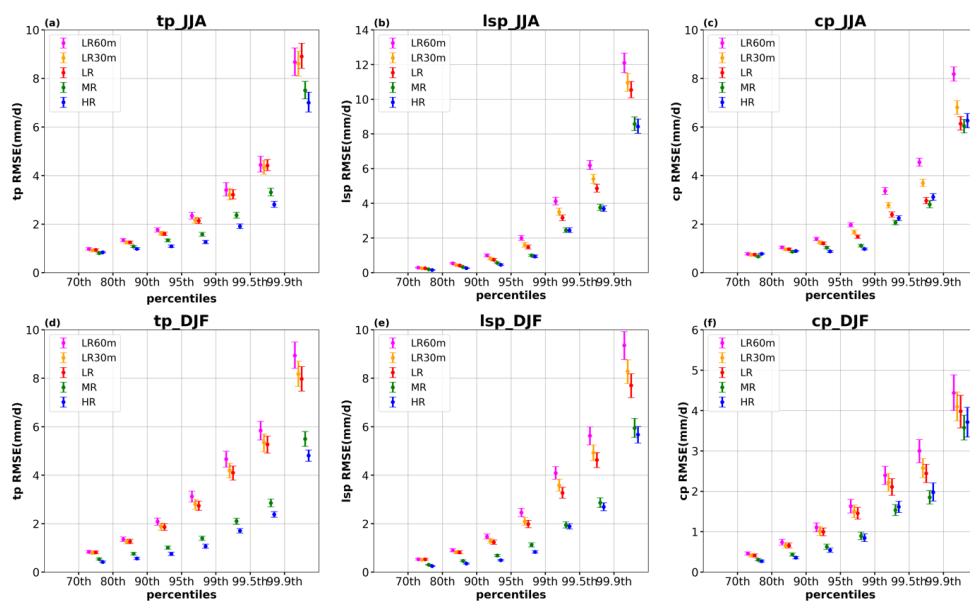 (a) tp_JJA
tp RMSE(mm/d)
10
8
6
4
2
0
LR60m
LR30m
LR
MR
HR
70th 80th 90th 95th 99th 99.5th 99.9th
percentiles
(b) lsp_JJA
lsp RMSE(mm/d)
14
12
10
8
6
4
2
0
LR60m
LR30m
LR
MR
HR
70th 80th 90th 95th 99th 99.5th 99.9th
percentiles
(c) cp_JJA
cp RMSE(mm/d)
10
8
6
4
2
0
LR60m
LR30m
LR
MR
HR
70th 80th 90th 95th 99th 99.5th 99.9th
percentiles
(d) tp_DJF
tp RMSE(mm/d)
10
8
6
4
2
0
LR60m
LR30m
LR
MR
HR
70th 80th 90th 95th 99th 99.5th 99.9th
percentiles
(e) lsp_DJF
lsp RMSE(mm/d)
10
8
6
4
2
0
LR60m
LR30m
LR
MR
HR
70th 80th 90th 95th 99th 99.5th 99.9th
percentiles
(f) cp_DJF
cp RMSE(mm/d)
6
5
4
3
2
1
0
LR60m
LR30m
LR
MR
HR
70th 80th 90th 95th 99th 99.5th 99.9th
percentiles